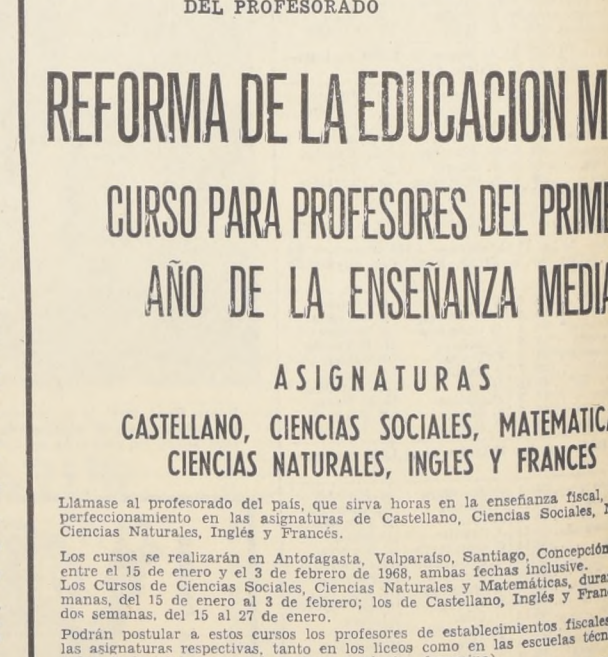 DEL PROFESORADO
REFORMA DE LA EDUCACION M
CURSO PARA PROFESORES DEL PRIME
AÑO DE LA ENSEÑANZA MEDIA
ASIGNATURAS
CASTELLANO, CIENCIAS SOCIALES, MATEMATICA
CIENCIAS NATURALES, INGLES Y FRANCES
Llámase al profesorado del país, que sirva horas en la enseñanza fiscal,
perfeccionamiento en las asignaturas de Castellano, Ciencias Sociales, M
Ciencias Naturales, Inglés y Francés.
Los cursos se realizarán en Antofagasta, Valparaíso, Santiago, Concepción
entre el 15 de enero y el 3 de febrero de 1968, ambas fechas inclusive.
Los Cursos de Ciencias Sociales, Ciencias Naturales y Matemáticas, dura
manas, del 15 de enero al 3 de febrero; los de Castellano, Inglés y Fran
dos semanas, del 15 al 27 de enero.
Podrán postular a estos cursos los profesores de establecimientos fiscales
las asignaturas respectivas, tanto en los liceos como en las escuelas técn